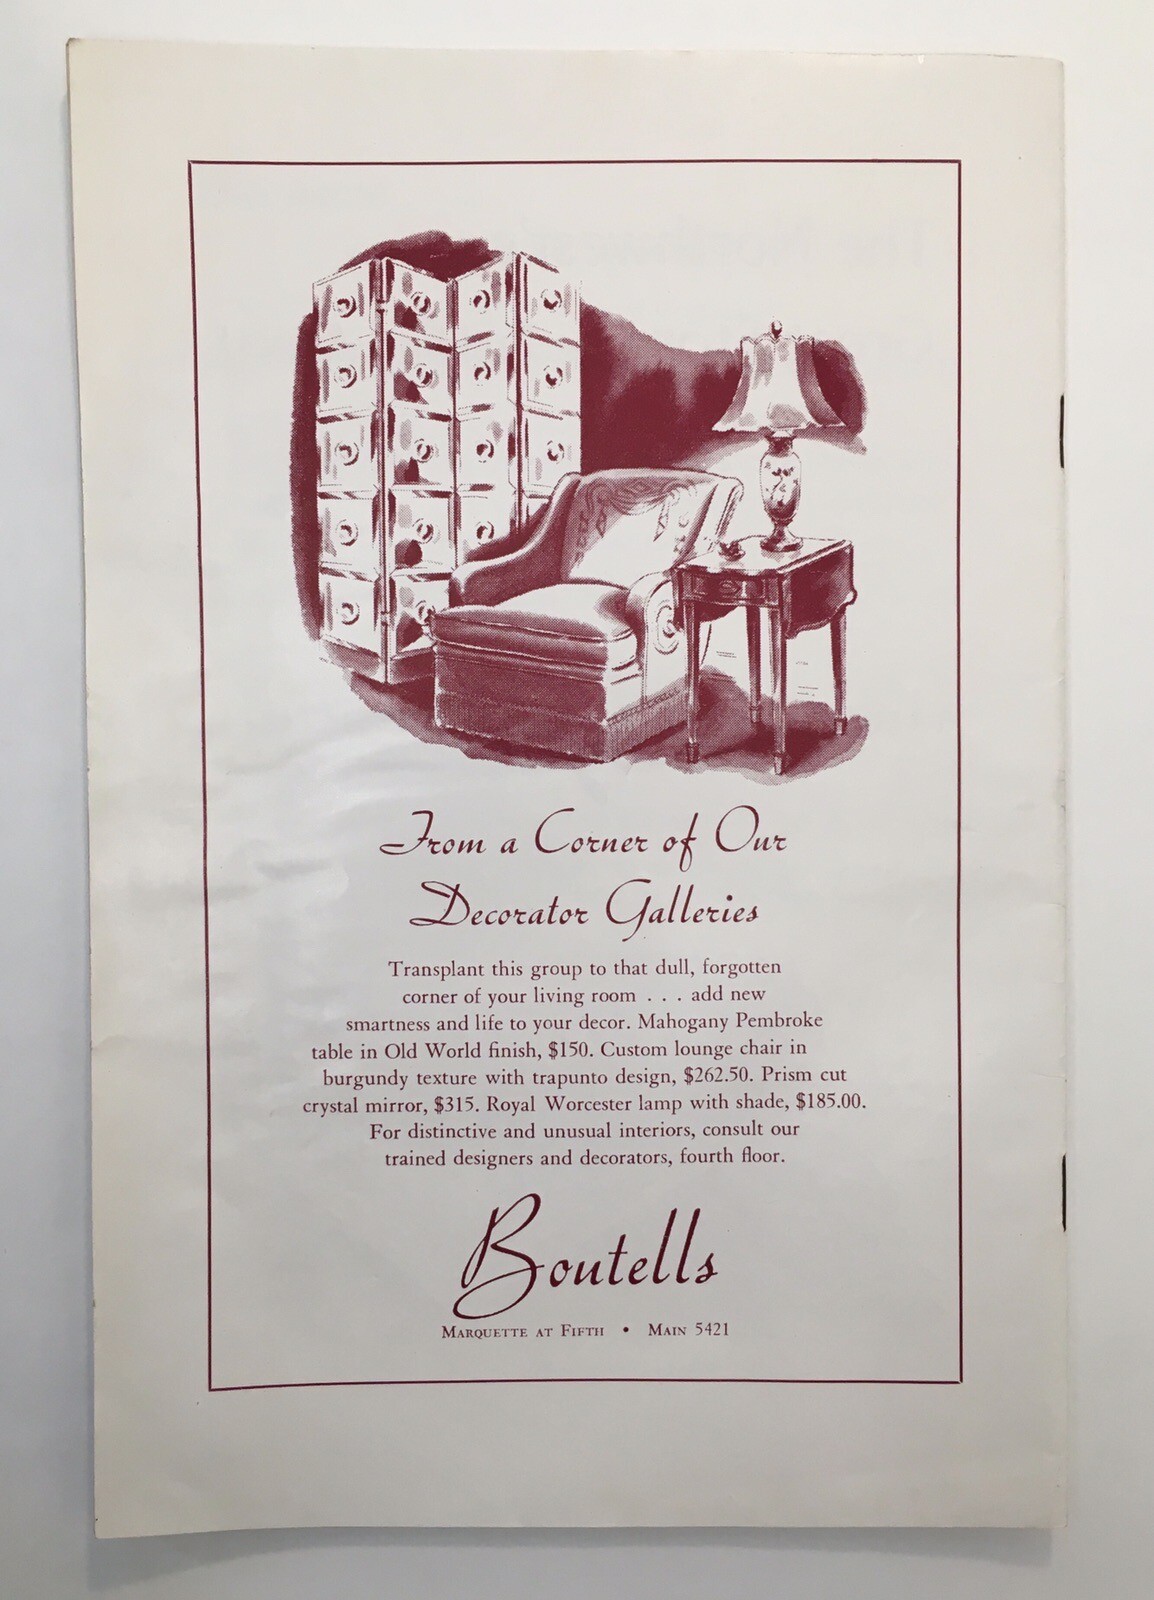 From a Corner of Our
Decorator Galleries
Transplant this group to that dull, forgotten
corner of your living room . . . add new
smartness and life to your decor. Mahogany Pembroke
table in Old World finish, $150. Custom lounge chair in
burgundy texture with trapunto design, $262.50. Prism cut
crystal mirror, $315. Royal Worcester lamp with shade, $185.00.
For distinctive and unusual interiors, consult our
trained designers and decorators, fourth floor.
Boutells
Marquette at Fifth • Main 5421